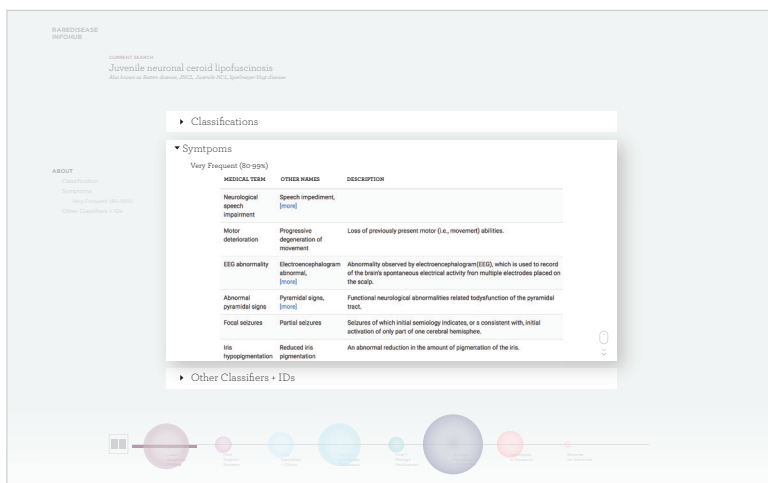 RAREDISEASE
INFOHUB
CURRENT SEARCH
Juvenile neuronal ceroid lipofuscinosis
Also known as Batten disease, JNCL, Juvenile NCL, Spielmeyer-Vogt disease
▸ Classifications
▾ Symtpoms
Very Frequent (80-99%)
MEDICAL TERM OTHER NAMES DESCRIPTION
Neurological speech impairment
Speech impediment, [more]
Motor deterioration
Progressive degeneration of movement
Loss of previously present motor (i.e., movement) abilities.
EEG abnormality
Electroencephalogram abnormal, [more]
Abnormality observed by electroencephalogram(EEG), which is used to record
of the brain's spontaneous electrical activity from multiple electrodes placed on
the scalp.
Abnormal pyramidal signs
Pyramidal signs, [more]
Functional neurological abnormalities related todysfunction of the pyramidal
tract.
Focal seizures
Partial seizures
Seizures of which initial semiology indicates, or s consistent with, initial
activation of only part of one cerebral hemisphere.
Iris hypopigmentation
Reduced iris pigmentation
An abnormal reduction in the amount of pigmentation of the iris.
▸ Other Classifiers + IDs
ABOUT
Classification
Symptoms
Very Frequent (80-99%)
Other Classifiers + IDs